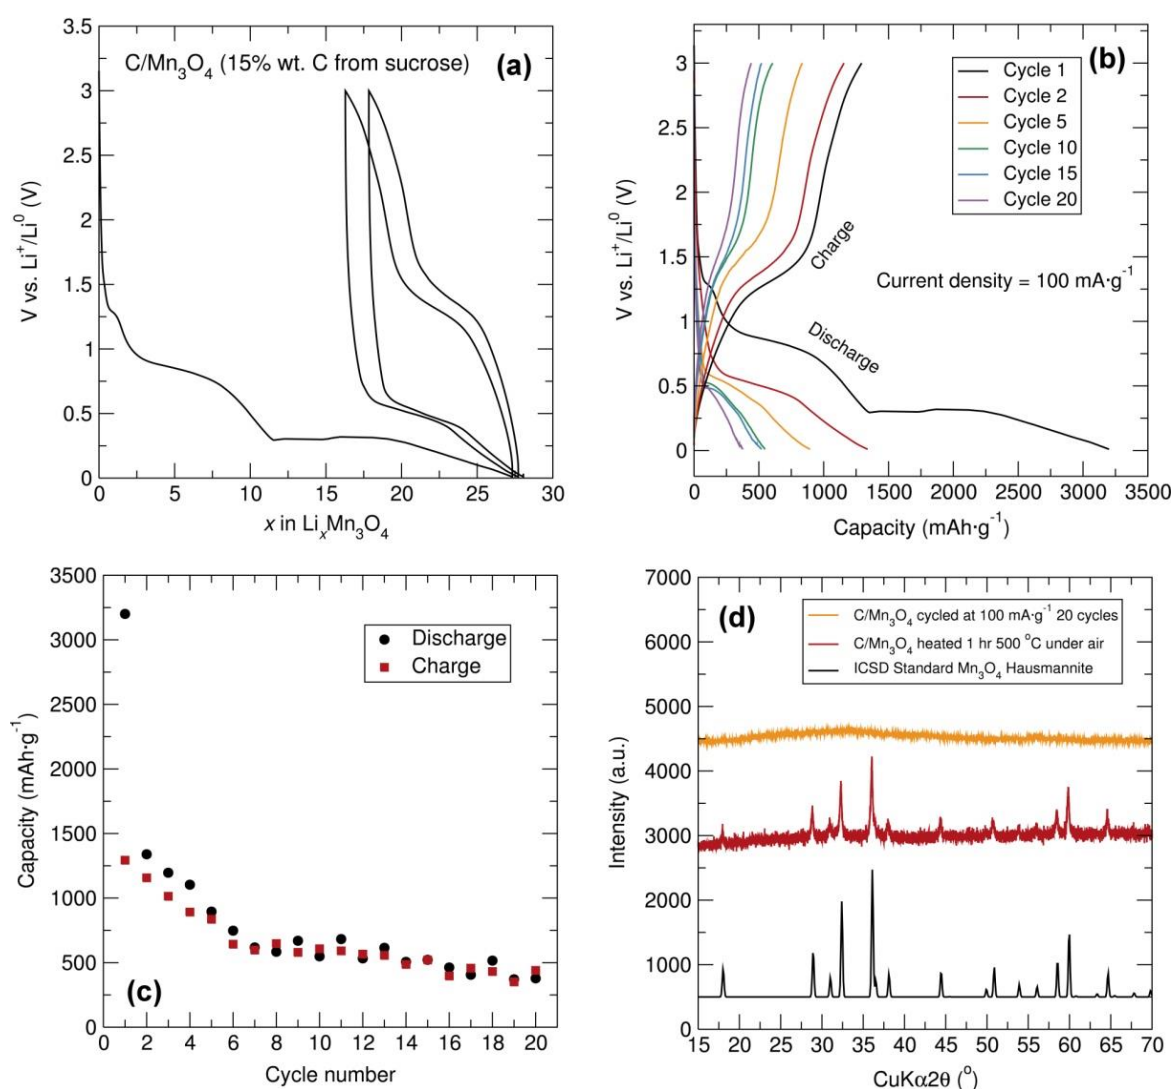 C/Mn₃O₄ (15% wt. C from sucrose)
(a)
V vs. Li⁺/Li⁰ (V)
3.5
3
2.5
2
1.5
1
0.5
0
0 5 10 15 20 25 30
x in LiₓMn₃O₄
(b)
V vs. Li⁺/Li⁰ (V)
3.5
3
2.5
2
1.5
1
0.5
0
Cycle 1
Cycle 2
Cycle 5
Cycle 10
Cycle 15
Cycle 20
Charge
Current density = 100 mA·g⁻¹
Discharge
0 500 1000 1500 2000 2500 3000 3500
Capacity (mAh·g⁻¹)
Capacity (mAh·g⁻¹)
3500
3000
2500
2000
1500
1000
500
0
Discharge
Charge
(c)
0 2 4 6 8 10 12 14 16 18 20
Cycle number
(d)
Intensity (a.u.)
7000
6000
5000
4000
3000
2000
1000
0
C/Mn₃O₄ cycled at 100 mA·g⁻¹ 20 cycles
C/Mn₃O₄ heated 1 hr 500 °C under air
ICSD Standard Mn₃O₄ Hausmannite
15 20 25 30 35 40 45 50 55 60 65 70
CuKα2θ (°)